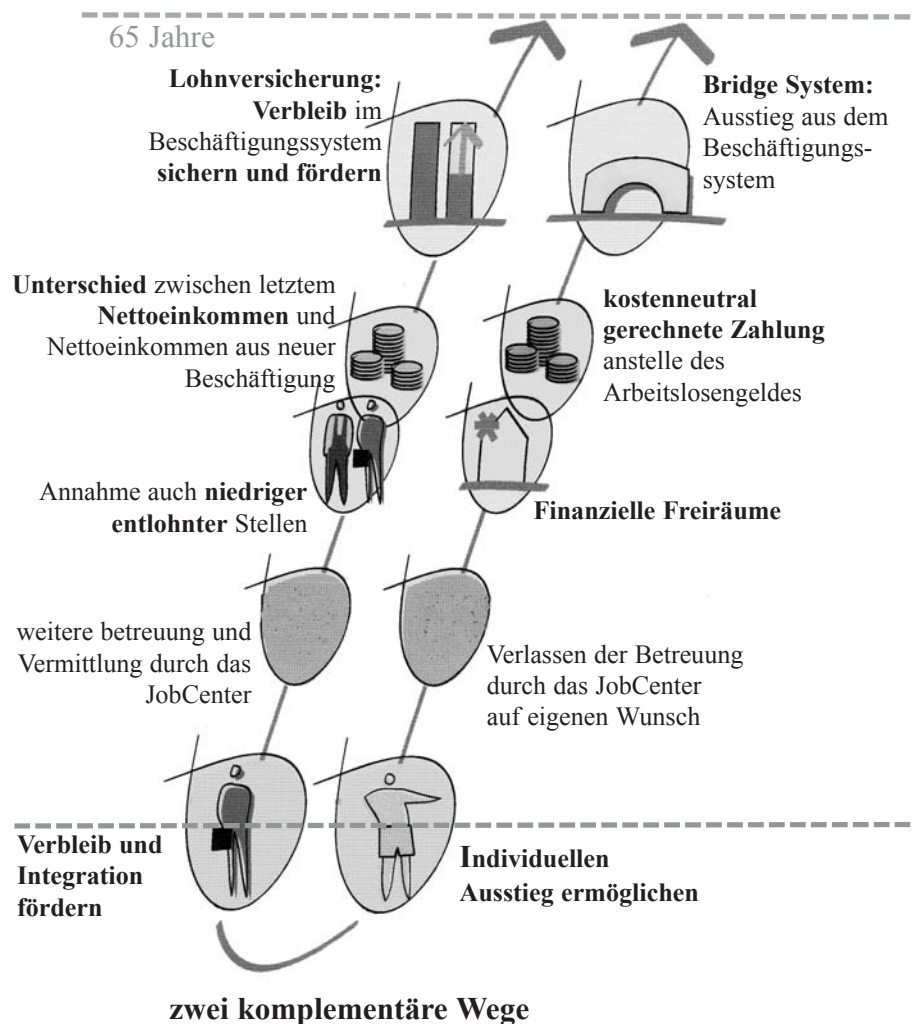 65 Jahre
Lohnversicherung:
Verbleib im
Beschäftigungssystem
sichern und fördern
Bridge System:
Ausstieg aus dem
Beschäftigungs-
system
Unterschied zwischen letztem
Nettoeinkommen und
Nettoeinkommen aus neuer
Beschäftigung
kostenneutral
gerechnete Zahlung
anstelle des
Arbeitslosengeldes
Annahme auch niedriger
entlohnter Stellen
Finanzielle Freiräume
weitere betreuung und
Vermittlung durch das
JobCenter
Verlassen der Betreuung
durch das JobCenter
auf eigenen Wunsch
Verbleib und
Integration
fördern
Individuellen
Ausstieg ermöglichen
zwei komplementäre Wege